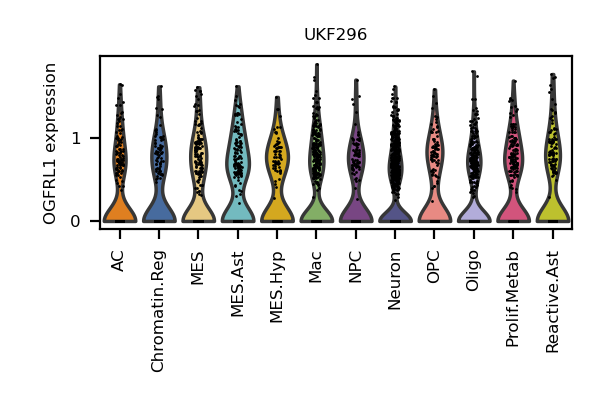 UKF296
OGFRL1 expression
1
0
AC
Chromatin.Reg
MES
MES.Ast
MES.Hyp
Mac
NPC
Neuron
OPC
Oligo
Prolif.Metab
Reactive.Ast